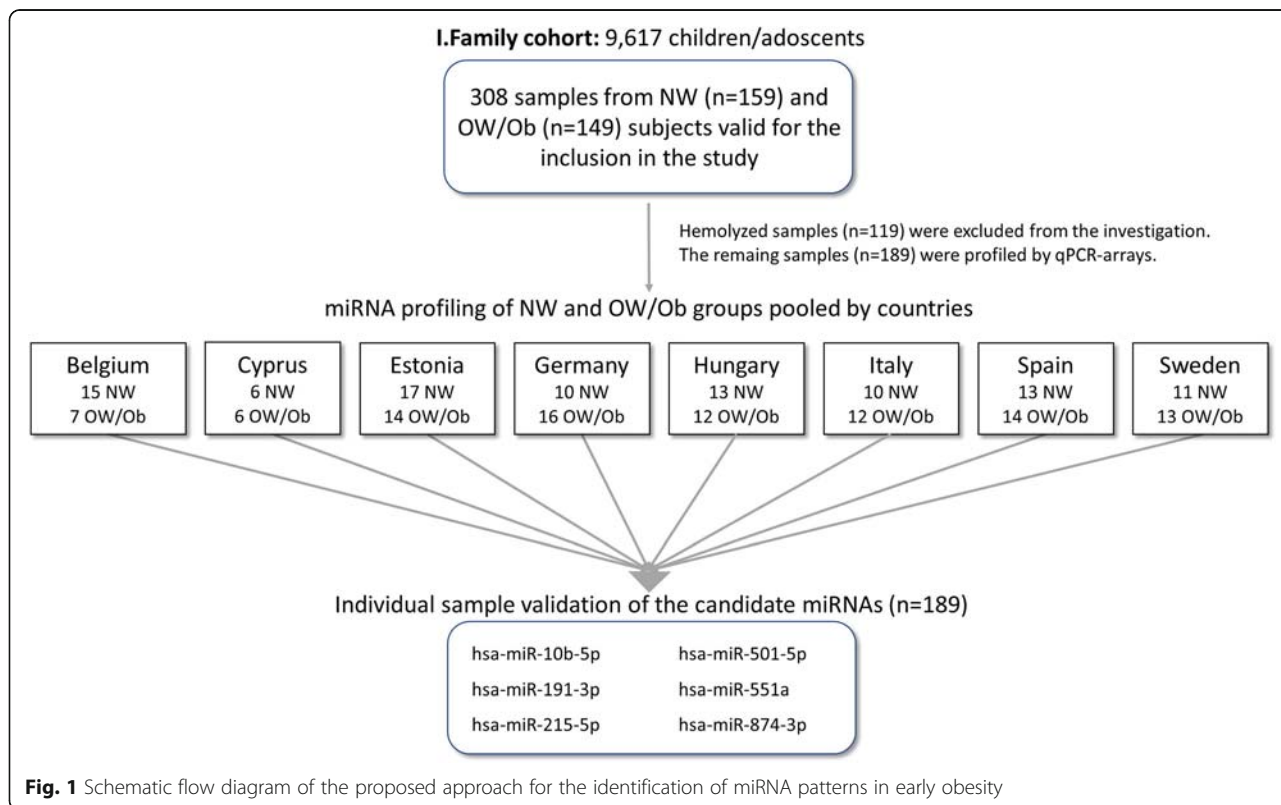 I.Family cohort: 9,617 children/adoscents
308 samples from NW (n=159) and
OW/Ob (n=149) subjects valid for the
inclusion in the study
Hemolyzed samples (n=119) were excluded from the investigation.
The remaing samples (n=189) were profiled by qPCR-arrays.
miRNA profiling of NW and OW/Ob groups pooled by countries
Belgium
15 NW
7 OW/Ob
Cyprus
6 NW
6 OW/Ob
Estonia
17 NW
14 OW/Ob
Germany
10 NW
16 OW/Ob
Hungary
13 NW
12 OW/Ob
Italy
10 NW
12 OW/Ob
Spain
13 NW
14 OW/Ob
Sweden
11 NW
13 OW/Ob
Individual sample validation of the candidate miRNAs (n=189)
hsa-miR-10b-5p
hsa-miR-191-3p
hsa-miR-215-5p
hsa-miR-501-5p
hsa-miR-551a
hsa-miR-874-3p
Fig. 1 Schematic flow diagram of the proposed approach for the identification of miRNA patterns in early obesity